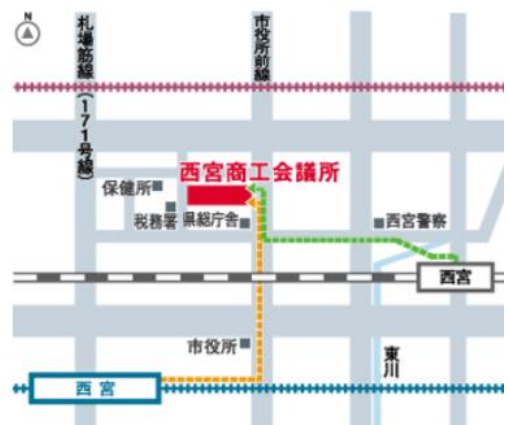 N
札場筋線(171号線)
市役所前線
西宮商工会議所
保健所
税務署
県総庁舎
西宮警察
西宮
市役所
東川
西宮